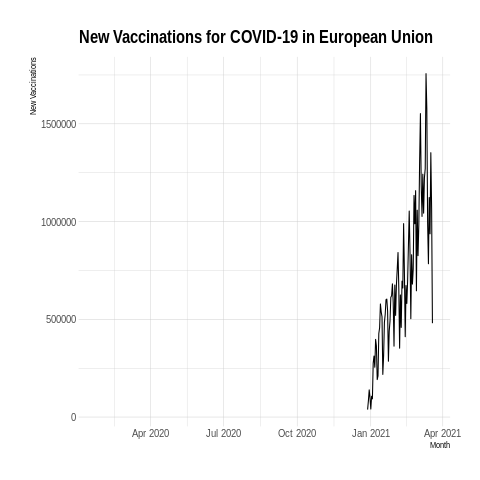 New Vaccinations for COVID-19 in European Union
New Vaccinations
1500000
1000000
500000
0
Apr 2020 Jul 2020 Oct 2020 Jan 2021 Apr 2021
Month